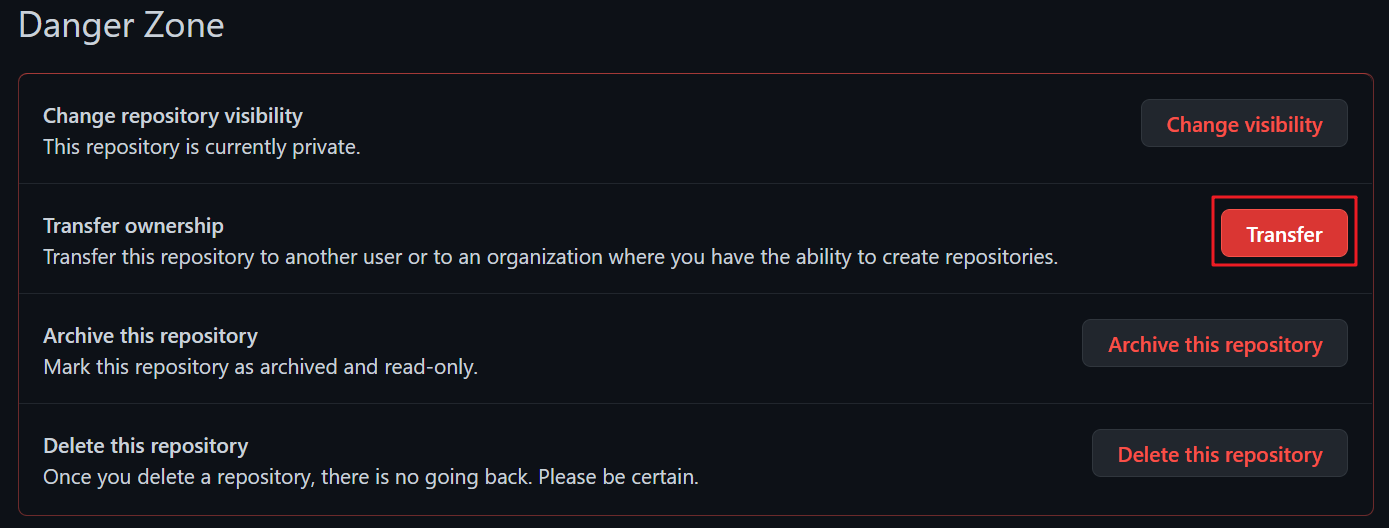 Danger Zone
Change repository visibility
This repository is currently private.
Change visibility
Transfer ownership
Transfer this repository to another user or to an organization where you have the ability to create repositories.
Transfer
Archive this repository
Mark this repository as archived and read-only.
Archive this repository
Delete this repository
Once you delete a repository, there is no going back. Please be certain.
Delete this repository